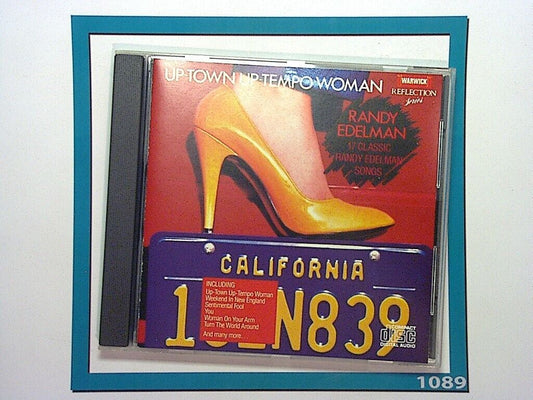 UP-TOWN UP-TEMPO WOMAN
WARWICK
REFLECTION
Series
RANDY
EDELMAN
17 CLASSIC
RANDY EDELMAN
SONGS
CALIFORNIA
INCLUDING
Up-Town Up-Tempo Woman
Weekend In New England
Sentimental Fool
You
Woman On Your Arm
Turn The World Around
And many more...
1 N839
COMPACT
disc
DIGITAL AUDIO
1089